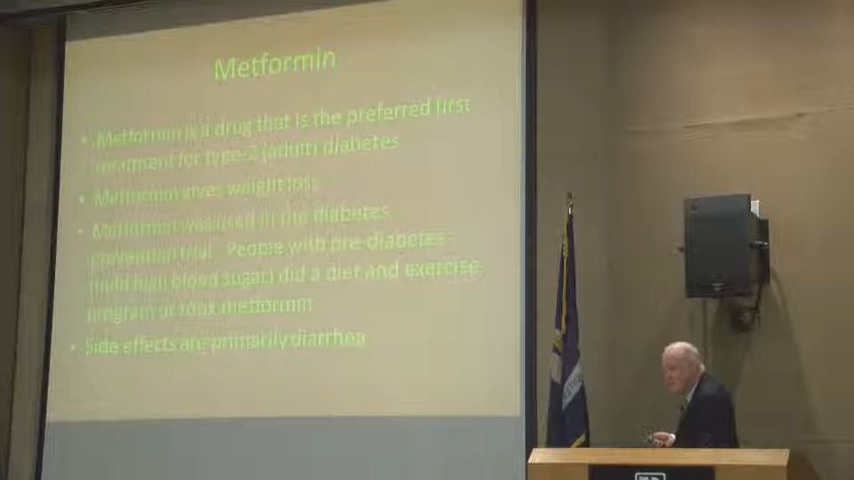 Metformin
• Metformin is a drug that is the preferred first
treatment for type-2 (adult) diabetes
• Metformin gives weight loss
• Metformin was used in the diabetes
prevention trial. People with pre-diabetes
(mild high blood sugar) did a diet and exercise
program or took metformin
• Side effects are primarily diarrhea